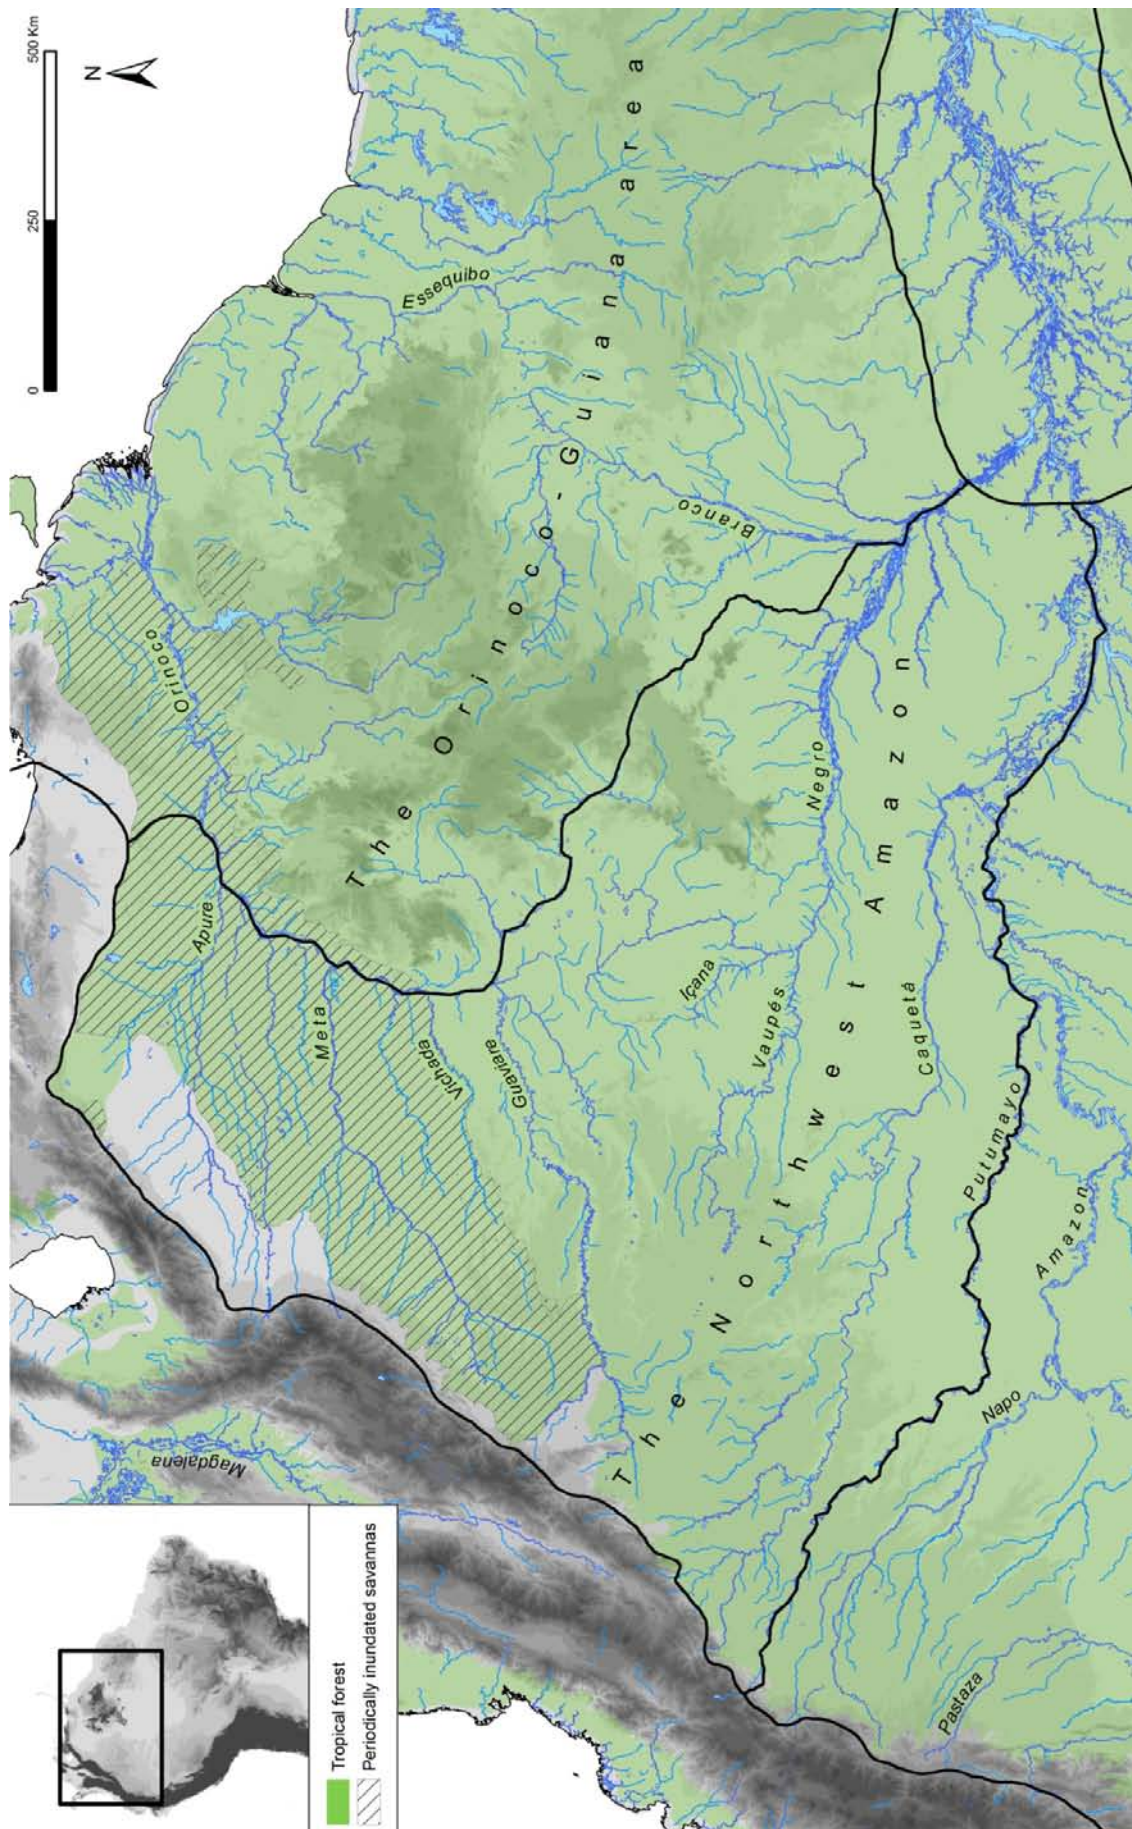 0 250 500 Km
N
Tropical forest
Periodically inundated savannas
Magdalena
Apure
Orinoco
Meta
Vichada
Guaviare
Essequibo
The Orinoco-Guiana area
Branco
Içana
Vaupés
Negro
The Northwest Amazon
Caquetá
Putumayo
Napo
Amazon
Pastaza